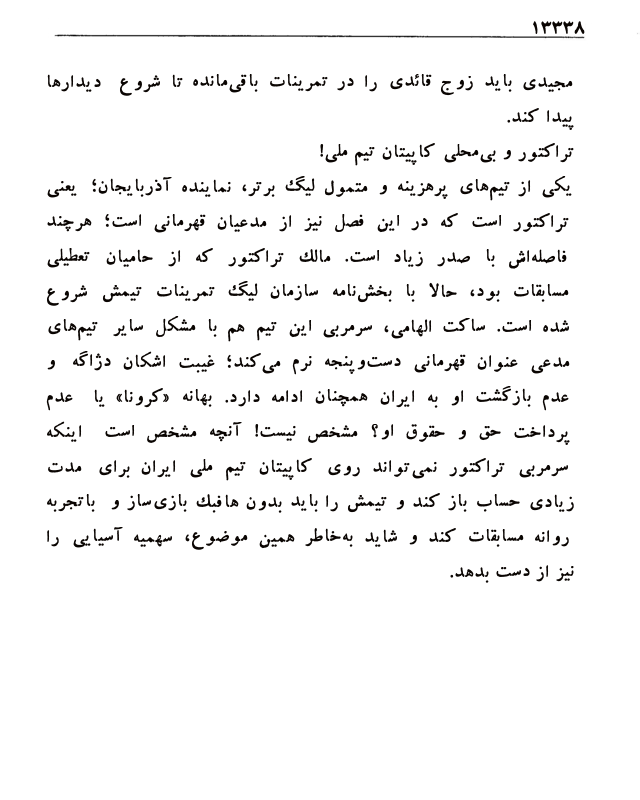 ۱۳۳۳۸
مجیدی باید زوج قائدی را در تمرینات باقی‌مانده تا شروع دیدارها
پیدا کند.
تراکتور و بی‌محلی کاپیتان تیم ملی!
یکی از تیم‌های پرهزینه و متمول لیگ برتر، نماینده آذربایجان؛ یعنی
تراکتور است که در این فصل نیز از مدعیان قهرمانی است؛ هرچند
فاصله‌اش با صدر زیاد است. مالك تراکتور که از حامیان تعطیلی
مسابقات بود، حالا با بخش‌نامه سازمان لیگ تمرینات تیمش شروع
شده است. ساکت الهامی، سرمربی این تیم هم با مشکل سایر تیم‌های
مدعی عنوان قهرمانی دست‌وپنجه نرم می‌کند؛ غیبت اشکان دژاگه و
عدم بازگشت او به ایران همچنان ادامه دارد. بهانه «کرونا» یا عدم
پرداخت حق و حقوق او؟ مشخص نیست! آنچه مشخص است اینکه
سرمربی تراکتور نمی‌تواند روی کاپیتان تیم ملی ایران برای مدت
زیادی حساب باز کند و تیمش را باید بدون هافبك بازی‌ساز و باتجربه
روانه مسابقات کند و شاید به‌خاطر همین موضوع، سهمیه آسیایی را
نیز از دست بدهد.